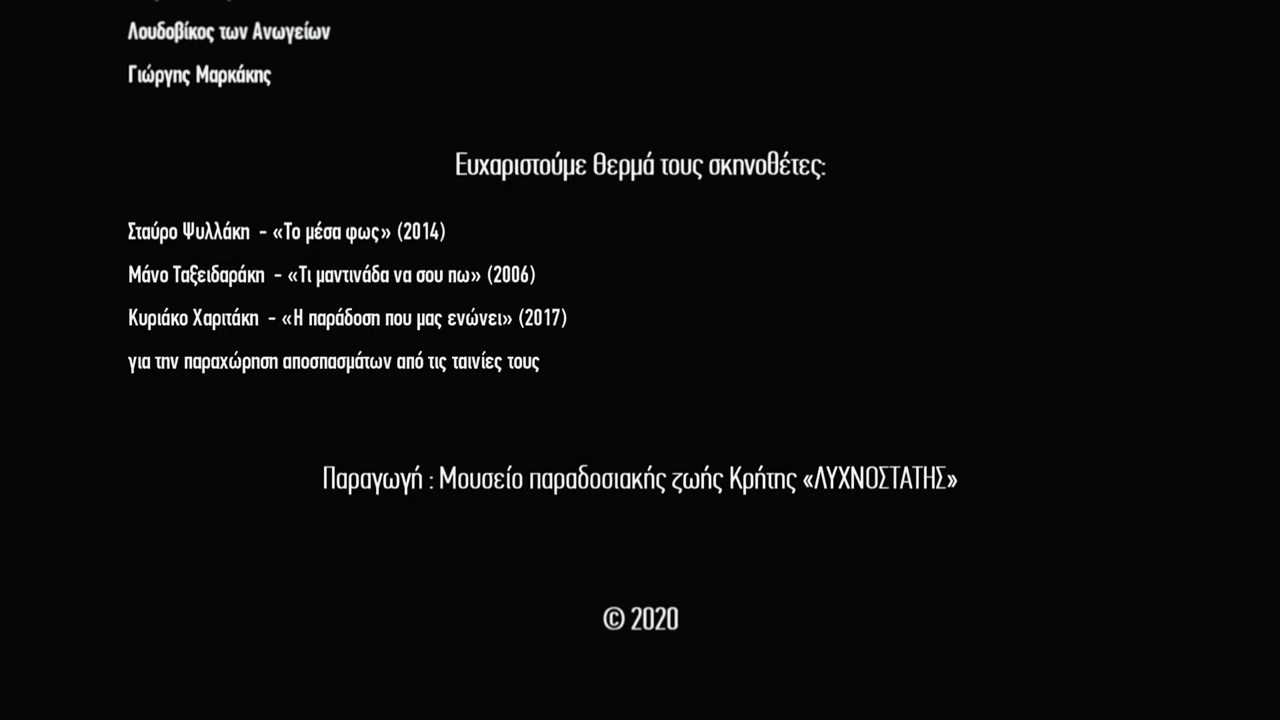 Λουδοβίκος των Ανωγείων
Γιώργης Μαρκάκης
Ευχαριστούμε θερμά τους σκηνοθέτες:
Σταύρο Ψυλλάκη - «Το μέσα φως» (2014)
Μάνο Ταξειδαράκη - «Τι μαντινάδα να σου πω» (2006)
Κυριάκο Χαριτάκη - «Η παράδοση που μας ενώνει» (2017)
για την παραχώρηση αποσπασμάτων από τις ταινίες τους
Παραγωγή : Μουσείο παραδοσιακής ζωής Κρήτης «ΛΥΧΝΟΣΤΑΤΗΣ»
© 2020